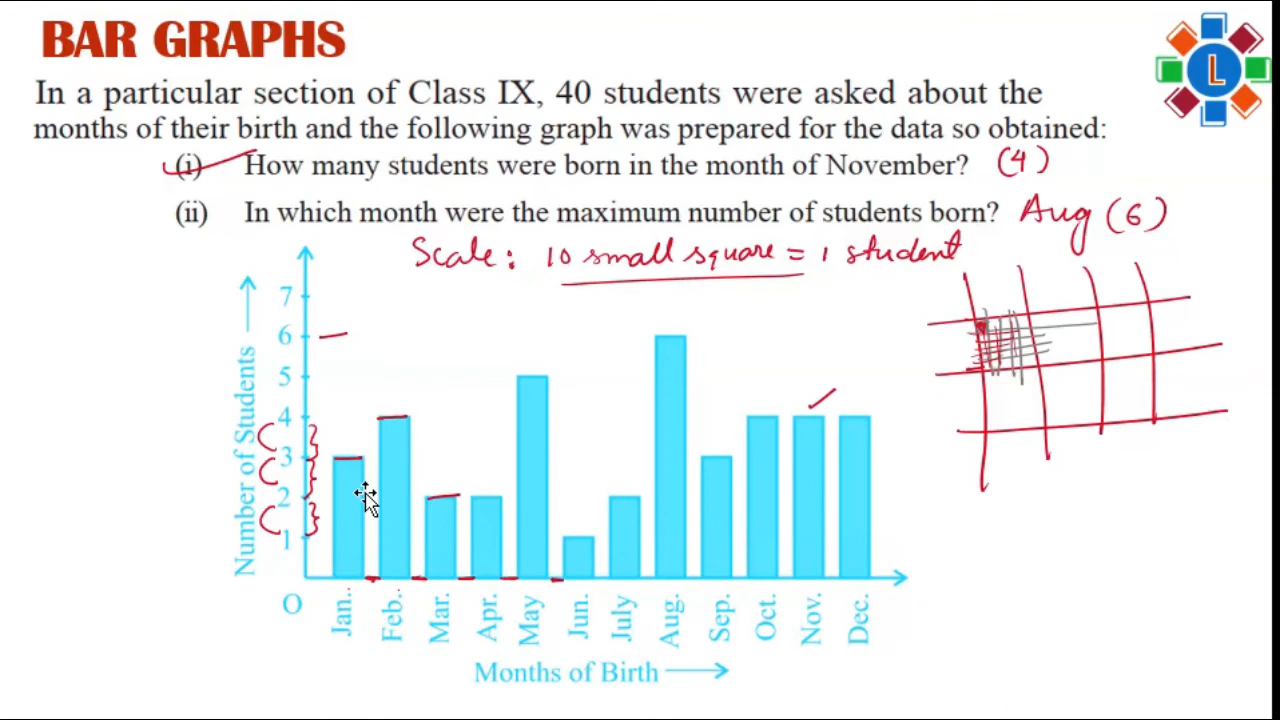 BAR GRAPHS
L
In a particular section of Class IX, 40 students were asked about the
months of their birth and the following graph was prepared for the data so obtained:
(i) How many students were born in the month of November? (4)
(ii) In which month were the maximum number of students born? Aug (6)
Scale: 10 small square = 1 student
Number of Students
7
6
5
4
3
2
1
O
Jan. Feb. Mar. Apr. May Jun. July Aug. Sep. Oct. Nov. Dec.
Months of Birth